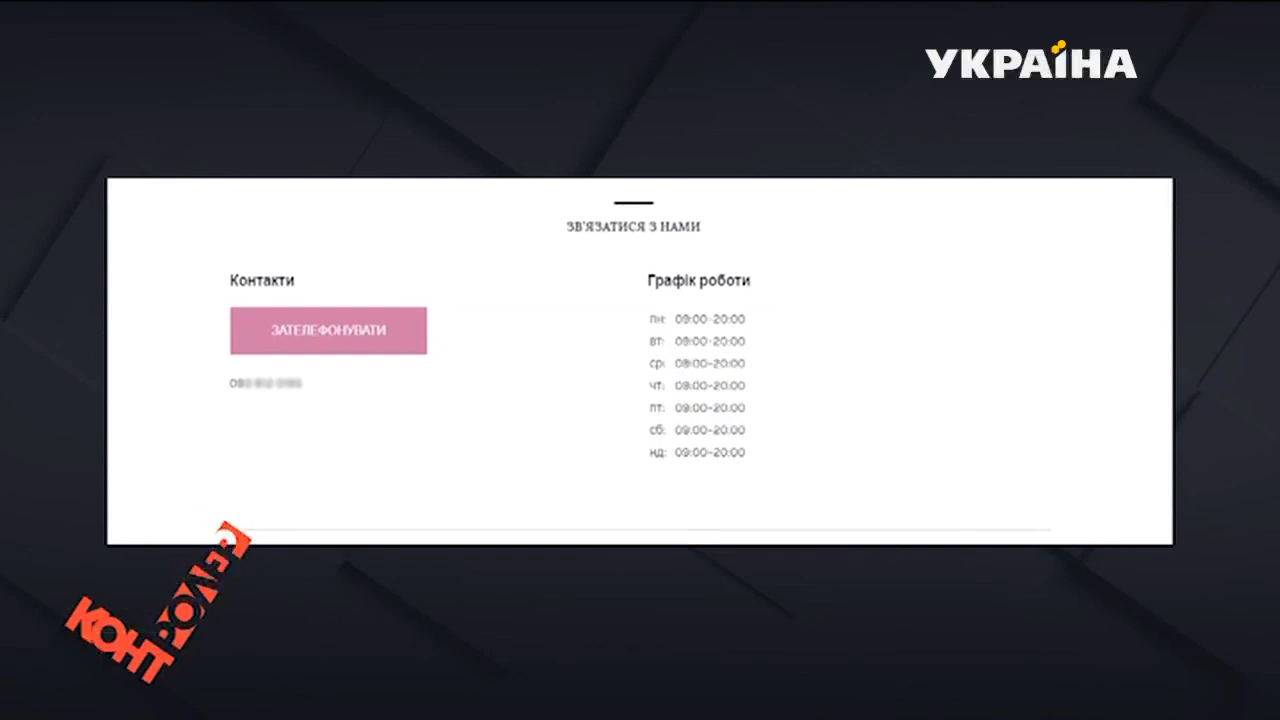 УКРАЇНА
ЗВ'ЯЗАТИСЯ З НАМИ
Контакти
ЗАТЕЛЕФОНУВАТИ
Графік роботи
пн: 09:00-20:00
вт: 09:00-20:00
ср: 09:00-20:00
чт: 09:00-20:00
пт: 09:00-20:00
сб: 09:00-20:00
нд: 09:00-20:00
КОНТ
РОЛЕР